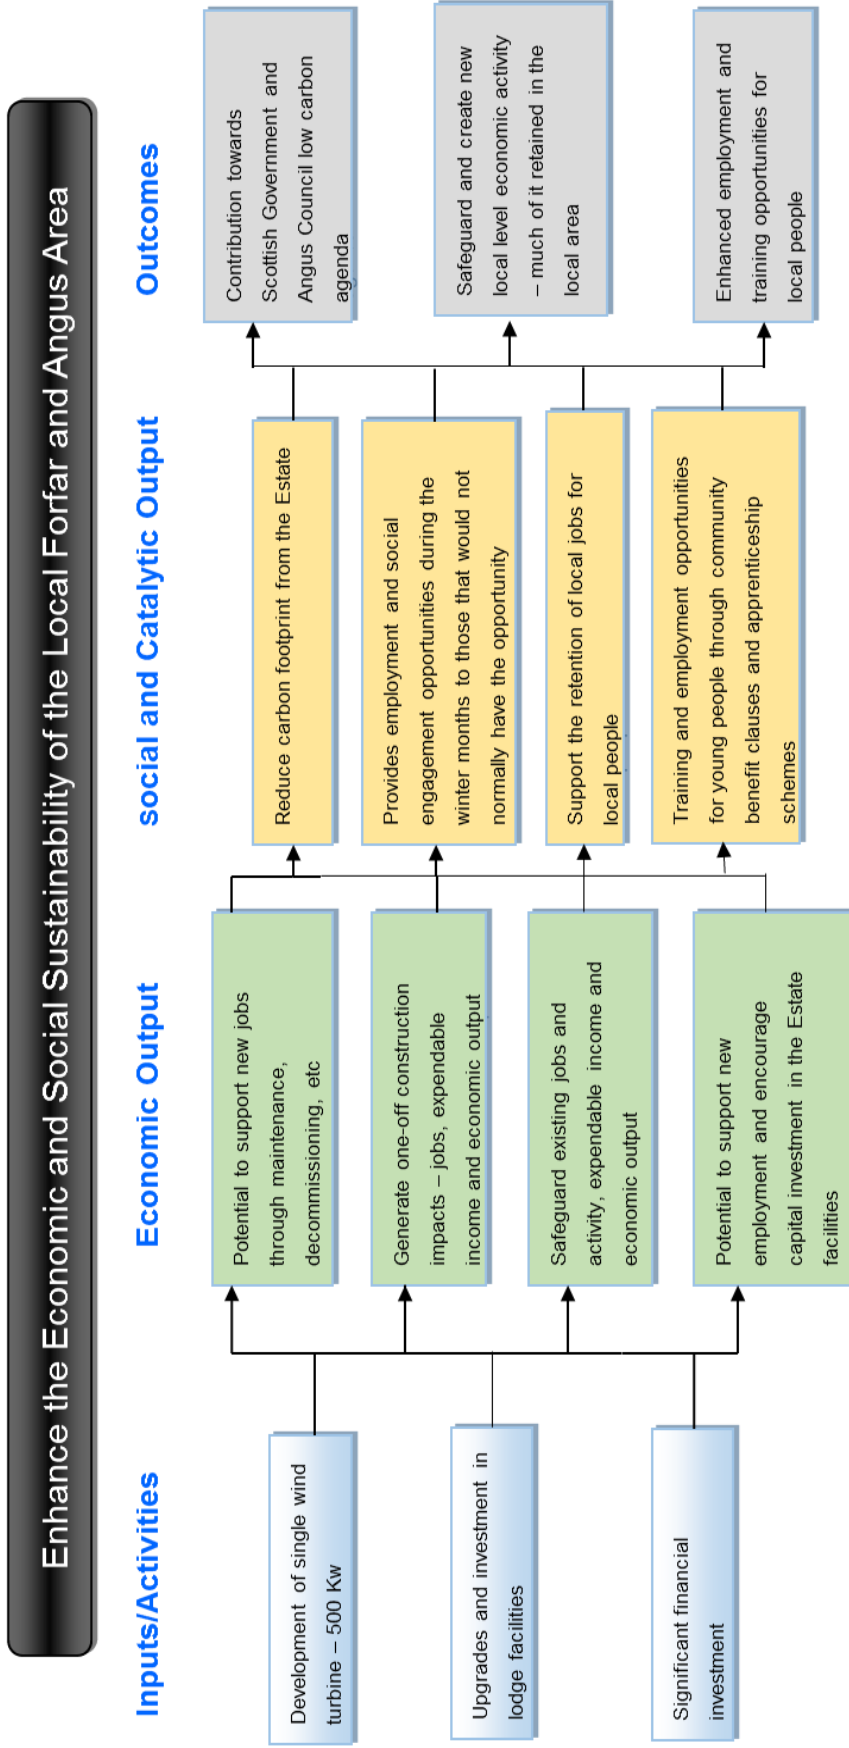 Enhance the Economic and Social Sustainability of the Local Forfar and Angus Area
Inputs/Activities
Economic Output
social and Catalytic Output
Outcomes
Development of single wind
turbine – 500 Kw
Upgrades and investment in
lodge facilities
Significant financial
investment
Potential to support new jobs
through maintenance,
decommissioning, etc
Generate one-off construction
impacts – jobs, expendable
income and economic output
Safeguard existing jobs and
activity, expendable income and
economic output
Potential to support new
employment and encourage
capital investment in the Estate
facilities
Reduce carbon footprint from the Estate
Provides employment and social
engagement opportunities during the
winter months to those that would not
normally have the opportunity
Support the retention of local jobs for
local people
Training and employment opportunities
for young people through community
benefit clauses and apprenticeship
schemes
Contribution towards
Scottish Government and
Angus Council low carbon
agenda
Safeguard and create new
local level economic activity
– much of it retained in the
local area
Enhanced employment and
training opportunities for
local people